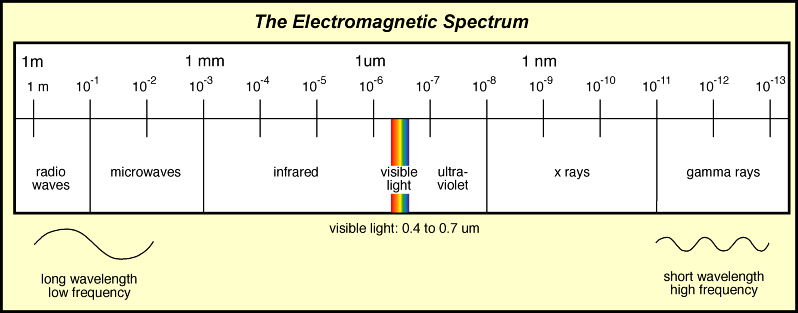 The Electromagnetic Spectrum
1m 1 mm 1um 1 nm
1 m 10⁻¹ 10⁻² 10⁻³ 10⁻⁴ 10⁻⁵ 10⁻⁶ 10⁻⁷ 10⁻⁸ 10⁻⁹ 10⁻¹⁰ 10⁻¹¹ 10⁻¹² 10⁻¹³
radio
waves
microwaves
infrared
visible
light
ultra-
violet
x rays
gamma rays
visible light: 0.4 to 0.7 um
long wavelength
low frequency
short wavelength
high frequency